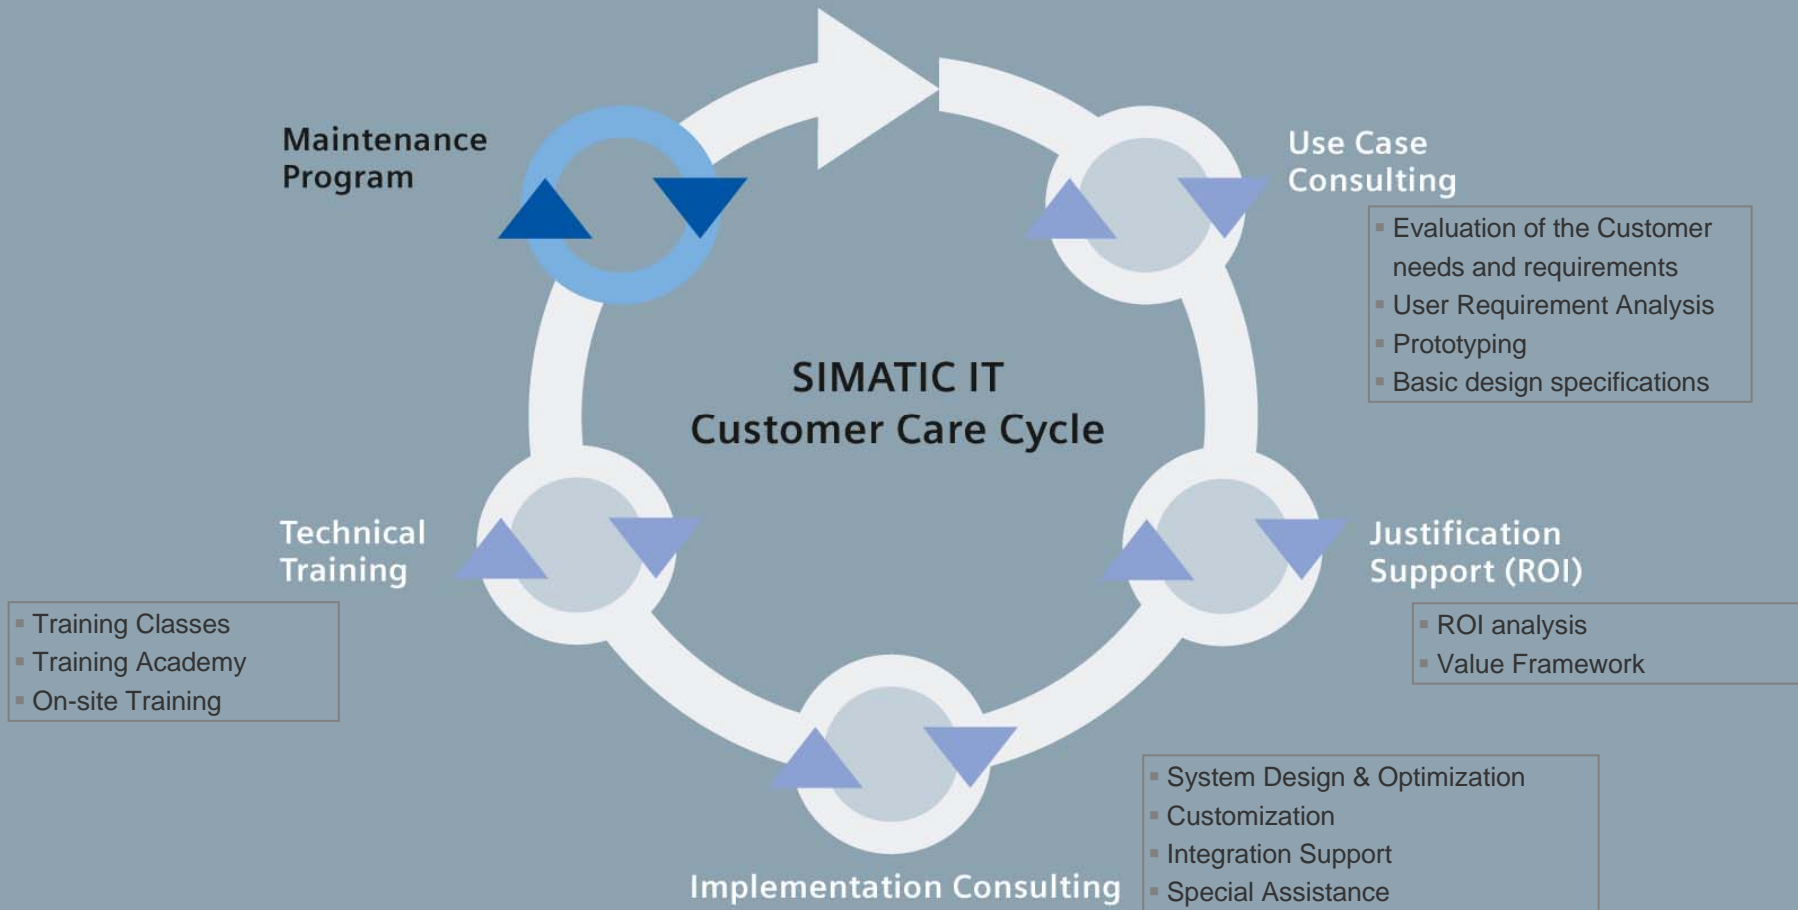 Maintenance
Program
Use Case
Consulting
▪ Evaluation of the Customer
needs and requirements
▪ User Requirement Analysis
▪ Prototyping
▪ Basic design specifications
SIMATIC IT
Customer Care Cycle
Technical
Training
▪ Training Classes
▪ Training Academy
▪ On-site Training
Justification
Support (ROI)
▪ ROI analysis
▪ Value Framework
Implementation Consulting
▪ System Design & Optimization
▪ Customization
▪ Integration Support
▪ Special Assistance